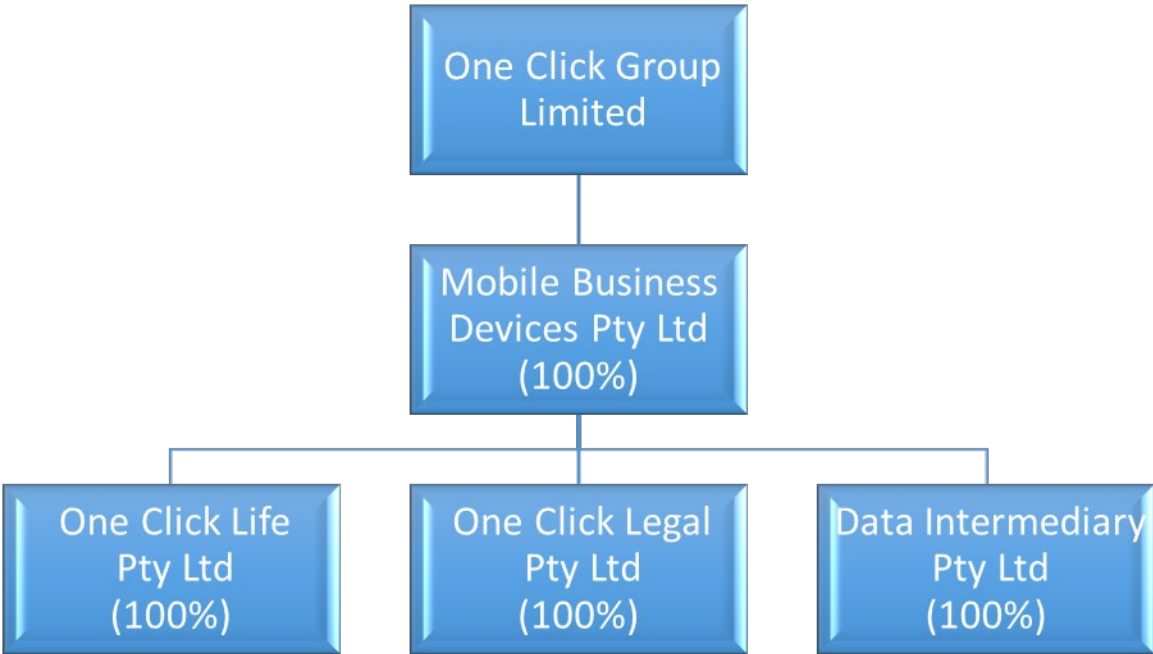 One Click Group
Limited
Mobile Business
Devices Pty Ltd
(100%)
One Click Life
Pty Ltd
(100%)
One Click Legal
Pty Ltd
(100%)
Data Intermediary
Pty Ltd
(100%)